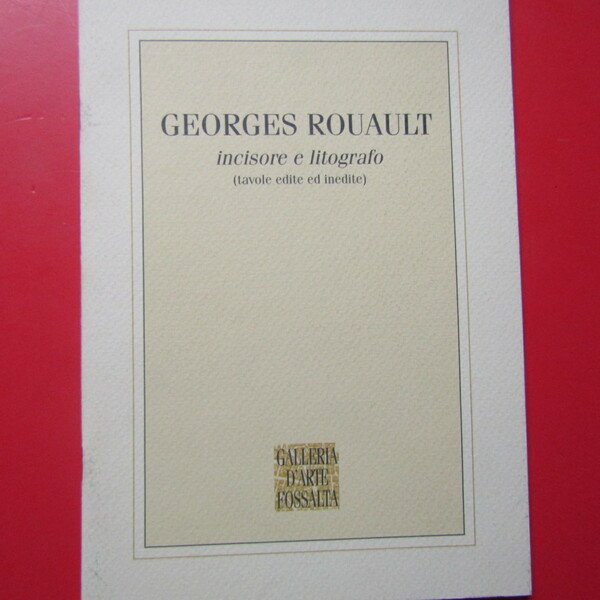 GEORGES ROUAULT
incisore e litografo
(tavole edite ed inedite)
GALLERIA
D'ARTE
FOSSALTA